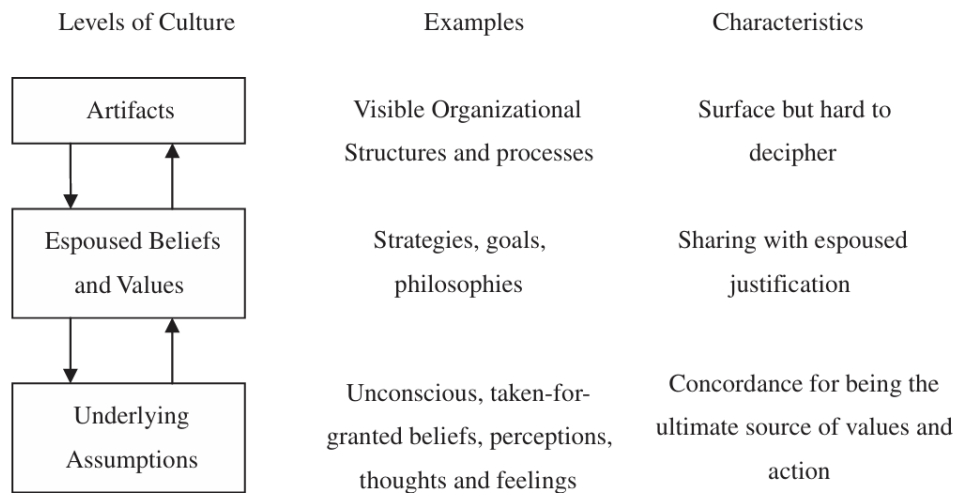 Levels of Culture
Examples
Characteristics
Artifacts
Visible Organizational
Structures and processes
Surface but hard to
decipher
Espoused Beliefs
and Values
Strategies, goals,
philosophies
Sharing with espoused
justification
Underlying
Assumptions
Unconscious, taken-for-
granted beliefs, perceptions,
thoughts and feelings
Concordance for being the
ultimate source of values and
action